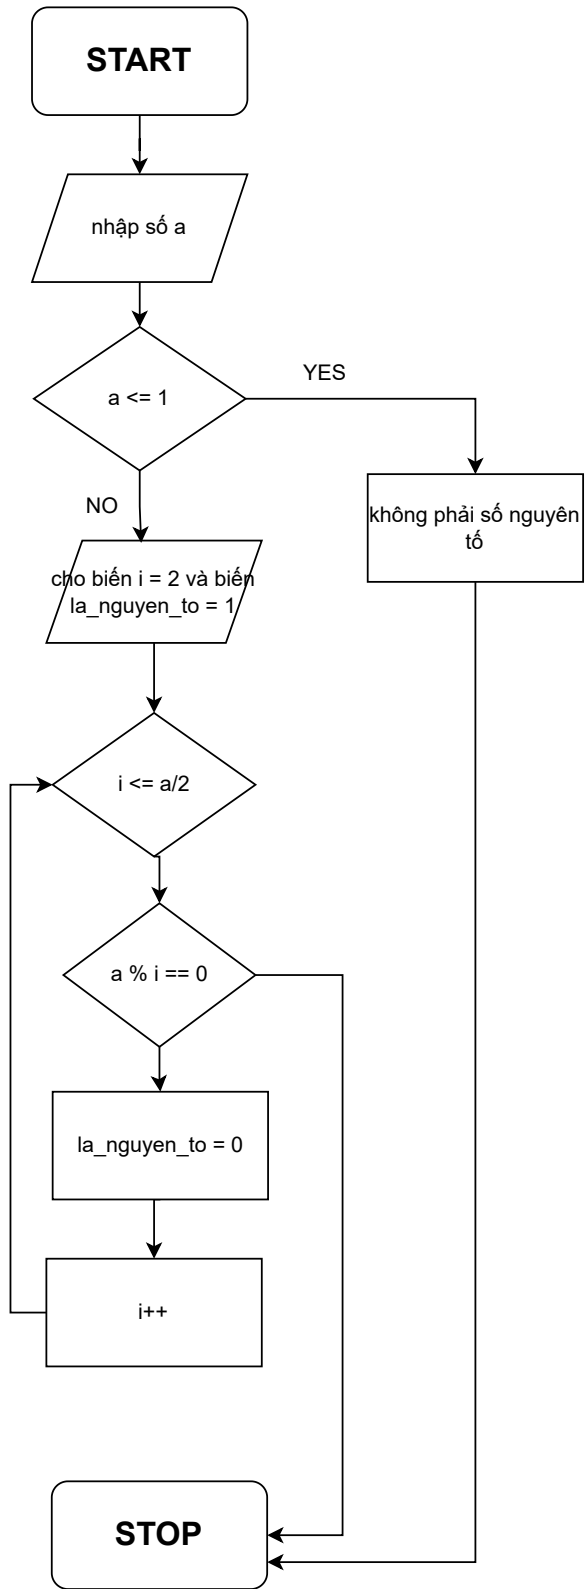 START
nhập số a
a <= 1
YES
NO
không phải số nguyên
tố
cho biến i = 2 và biến
la_nguyen_to = 1
i <= a/2
a % i == 0
la_nguyen_to = 0
i++
STOP